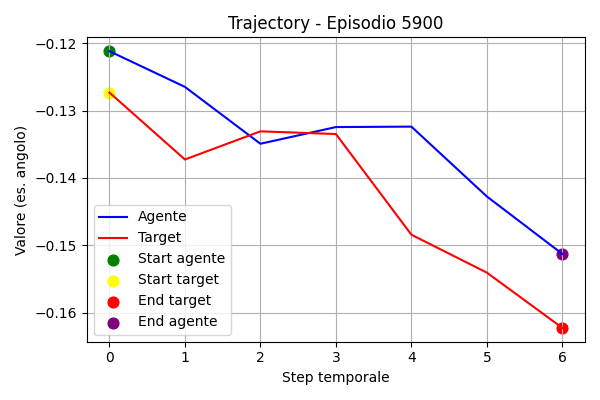 Trajectory - Episodio 5900
Valore (es. angolo)
−0.12
−0.13
−0.14
−0.15
−0.16
Agente
Target
Start agente
Start target
End target
End agente
0 1 2 3 4 5 6
Step temporale